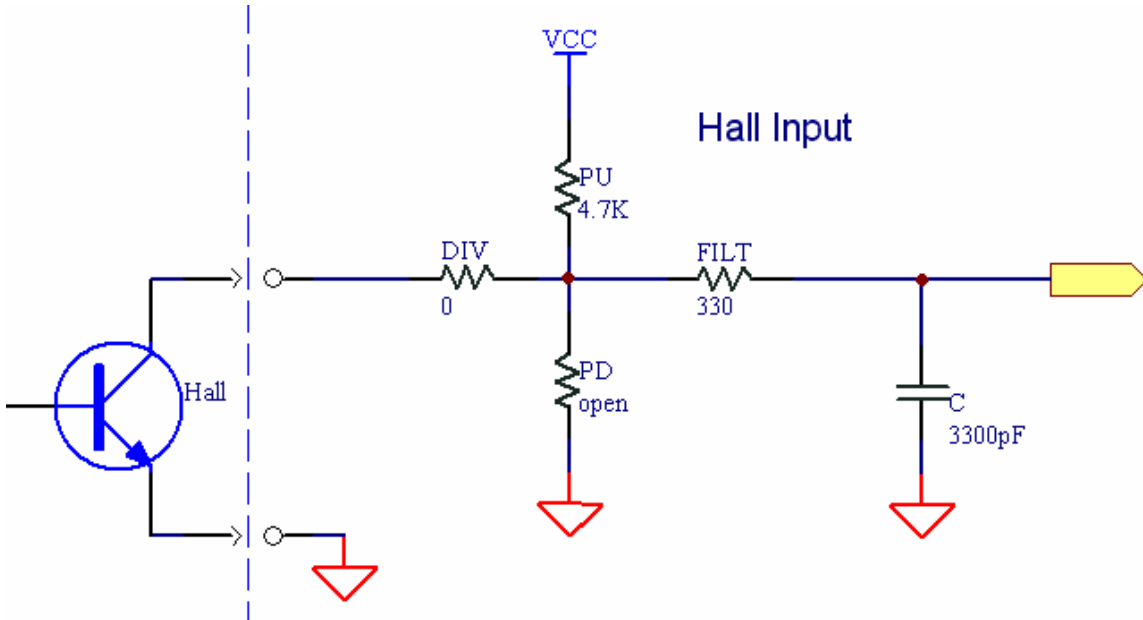 VCC
Hall Input
PU
4.7K
DIV
0
FILT
330
Hall
PD
open
C
3300pF